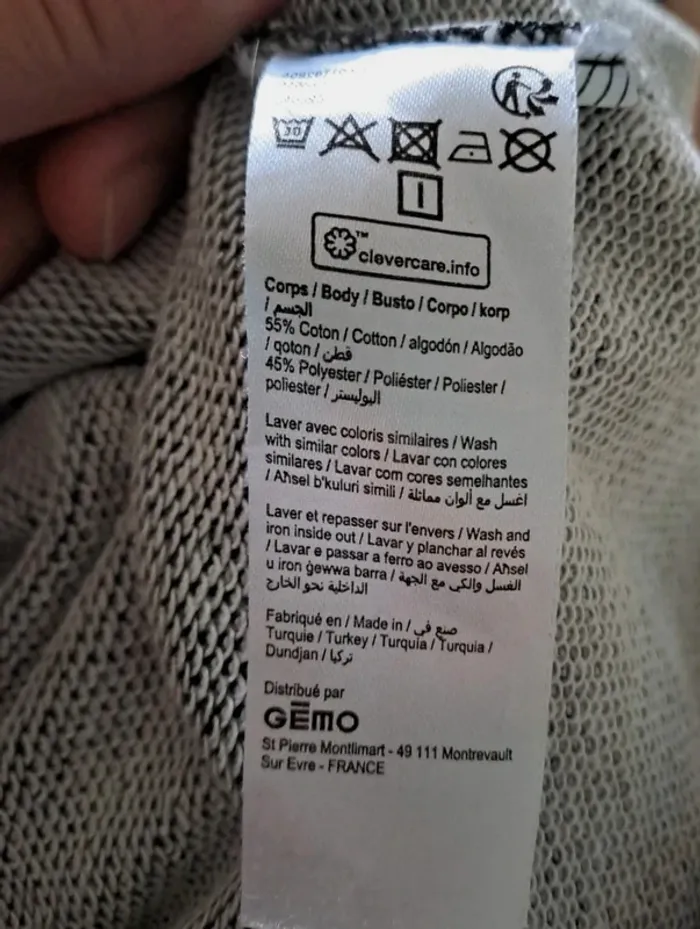 30
clevercare.info
Corps / Body / Busto / Corpo / korp
/ الجسم
55% Coton / Cotton / algodón / Algodão
/ qoton / قطن
45% Polyester / Poliéster / Poliester /
poliester / البوليستر
Laver avec coloris similaires / Wash
with similar colors / Lavar con colores
similares / Lavar com cores semelhantes
/ Aħsel b'kuluri simili / اغسل مع ألوان مماثلة
Laver et repasser sur l'envers / Wash and
iron inside out / Lavar y planchar al revés
/ Lavar e passar a ferro ao avesso / Aħsel
u iron ġewwa barra / الغسل والكي مع الجهة
الداخلية نحو الخارج
Fabriqué en / Made in / صنع في
Turquie / Turkey / Turquía / Turquia /
Dundjan / تركيا
Distribué par
GĒMO
St Pierre Montlimart - 49 111 Montrevault
Sur Evre - FRANCE